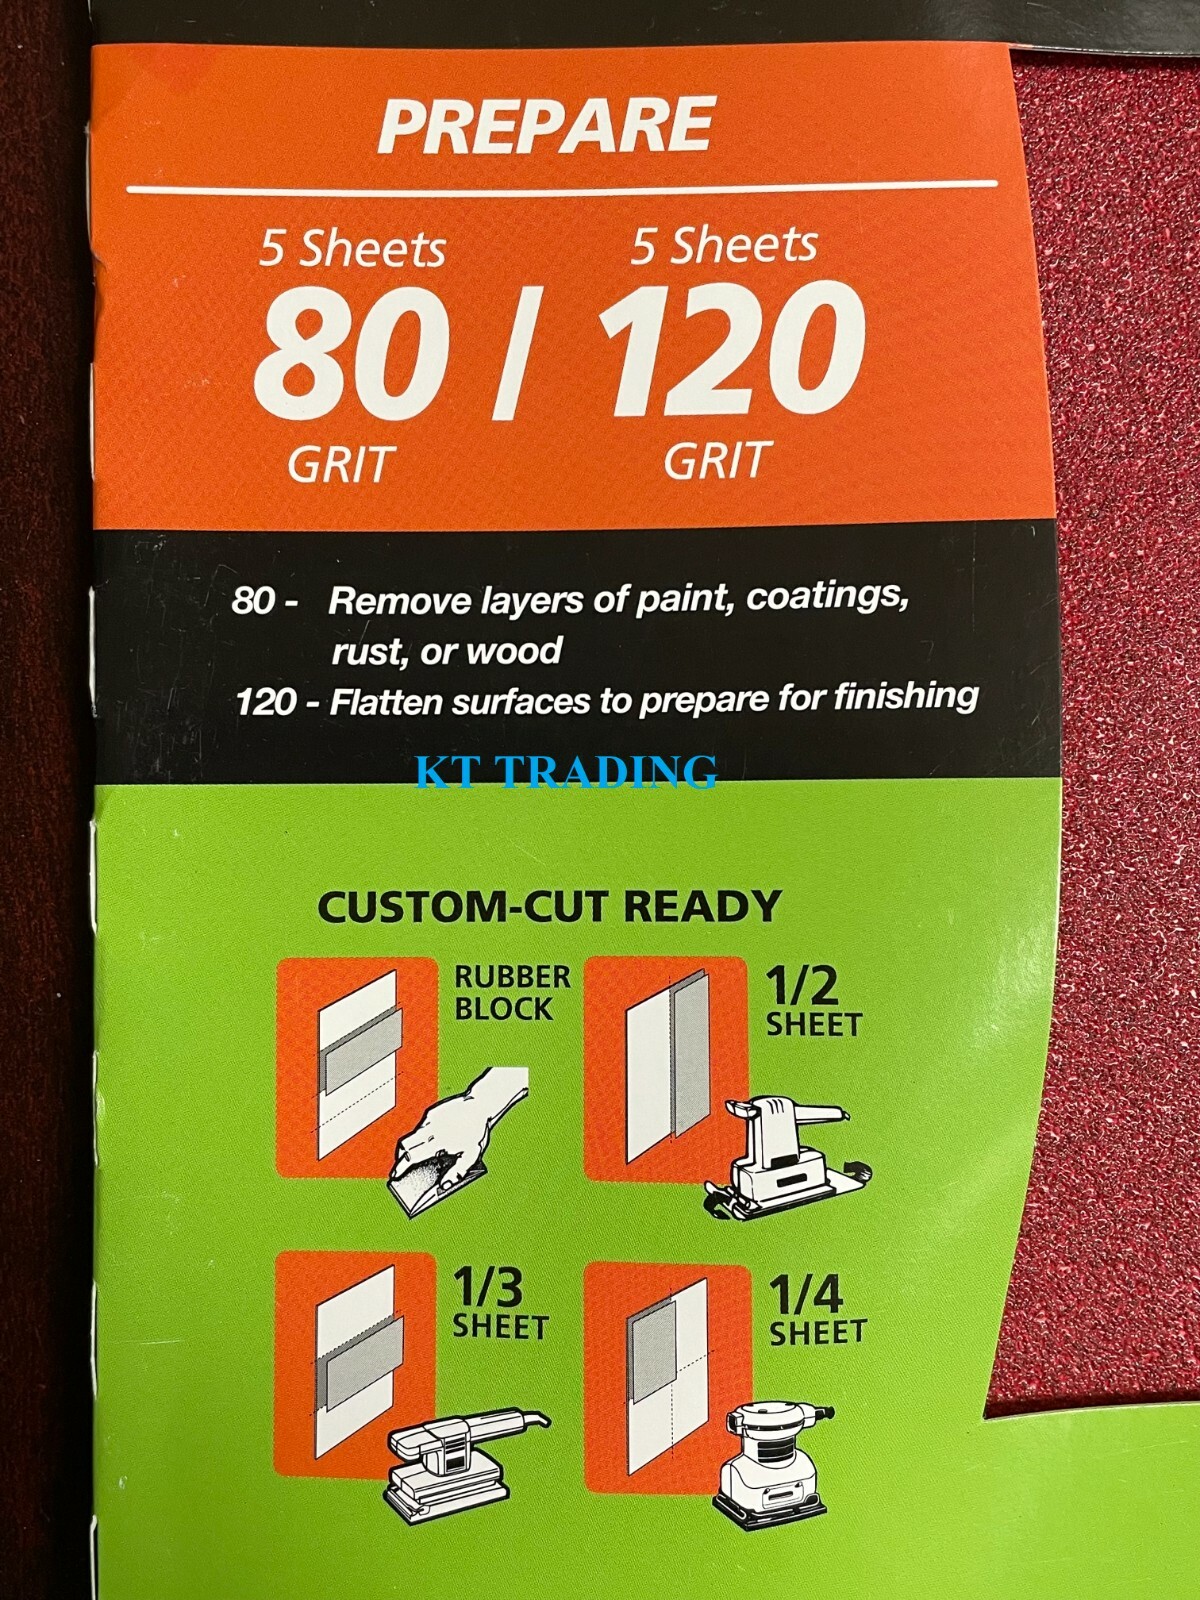 PREPARE
5 Sheets 5 Sheets
80 / 120
GRIT GRIT
80 - Remove layers of paint, coatings,
rust, or wood
120 - Flatten surfaces to prepare for finishing
KT TRADING
CUSTOM-CUT READY
RUBBER
BLOCK
1/2
SHEET
1/3
SHEET
1/4
SHEET